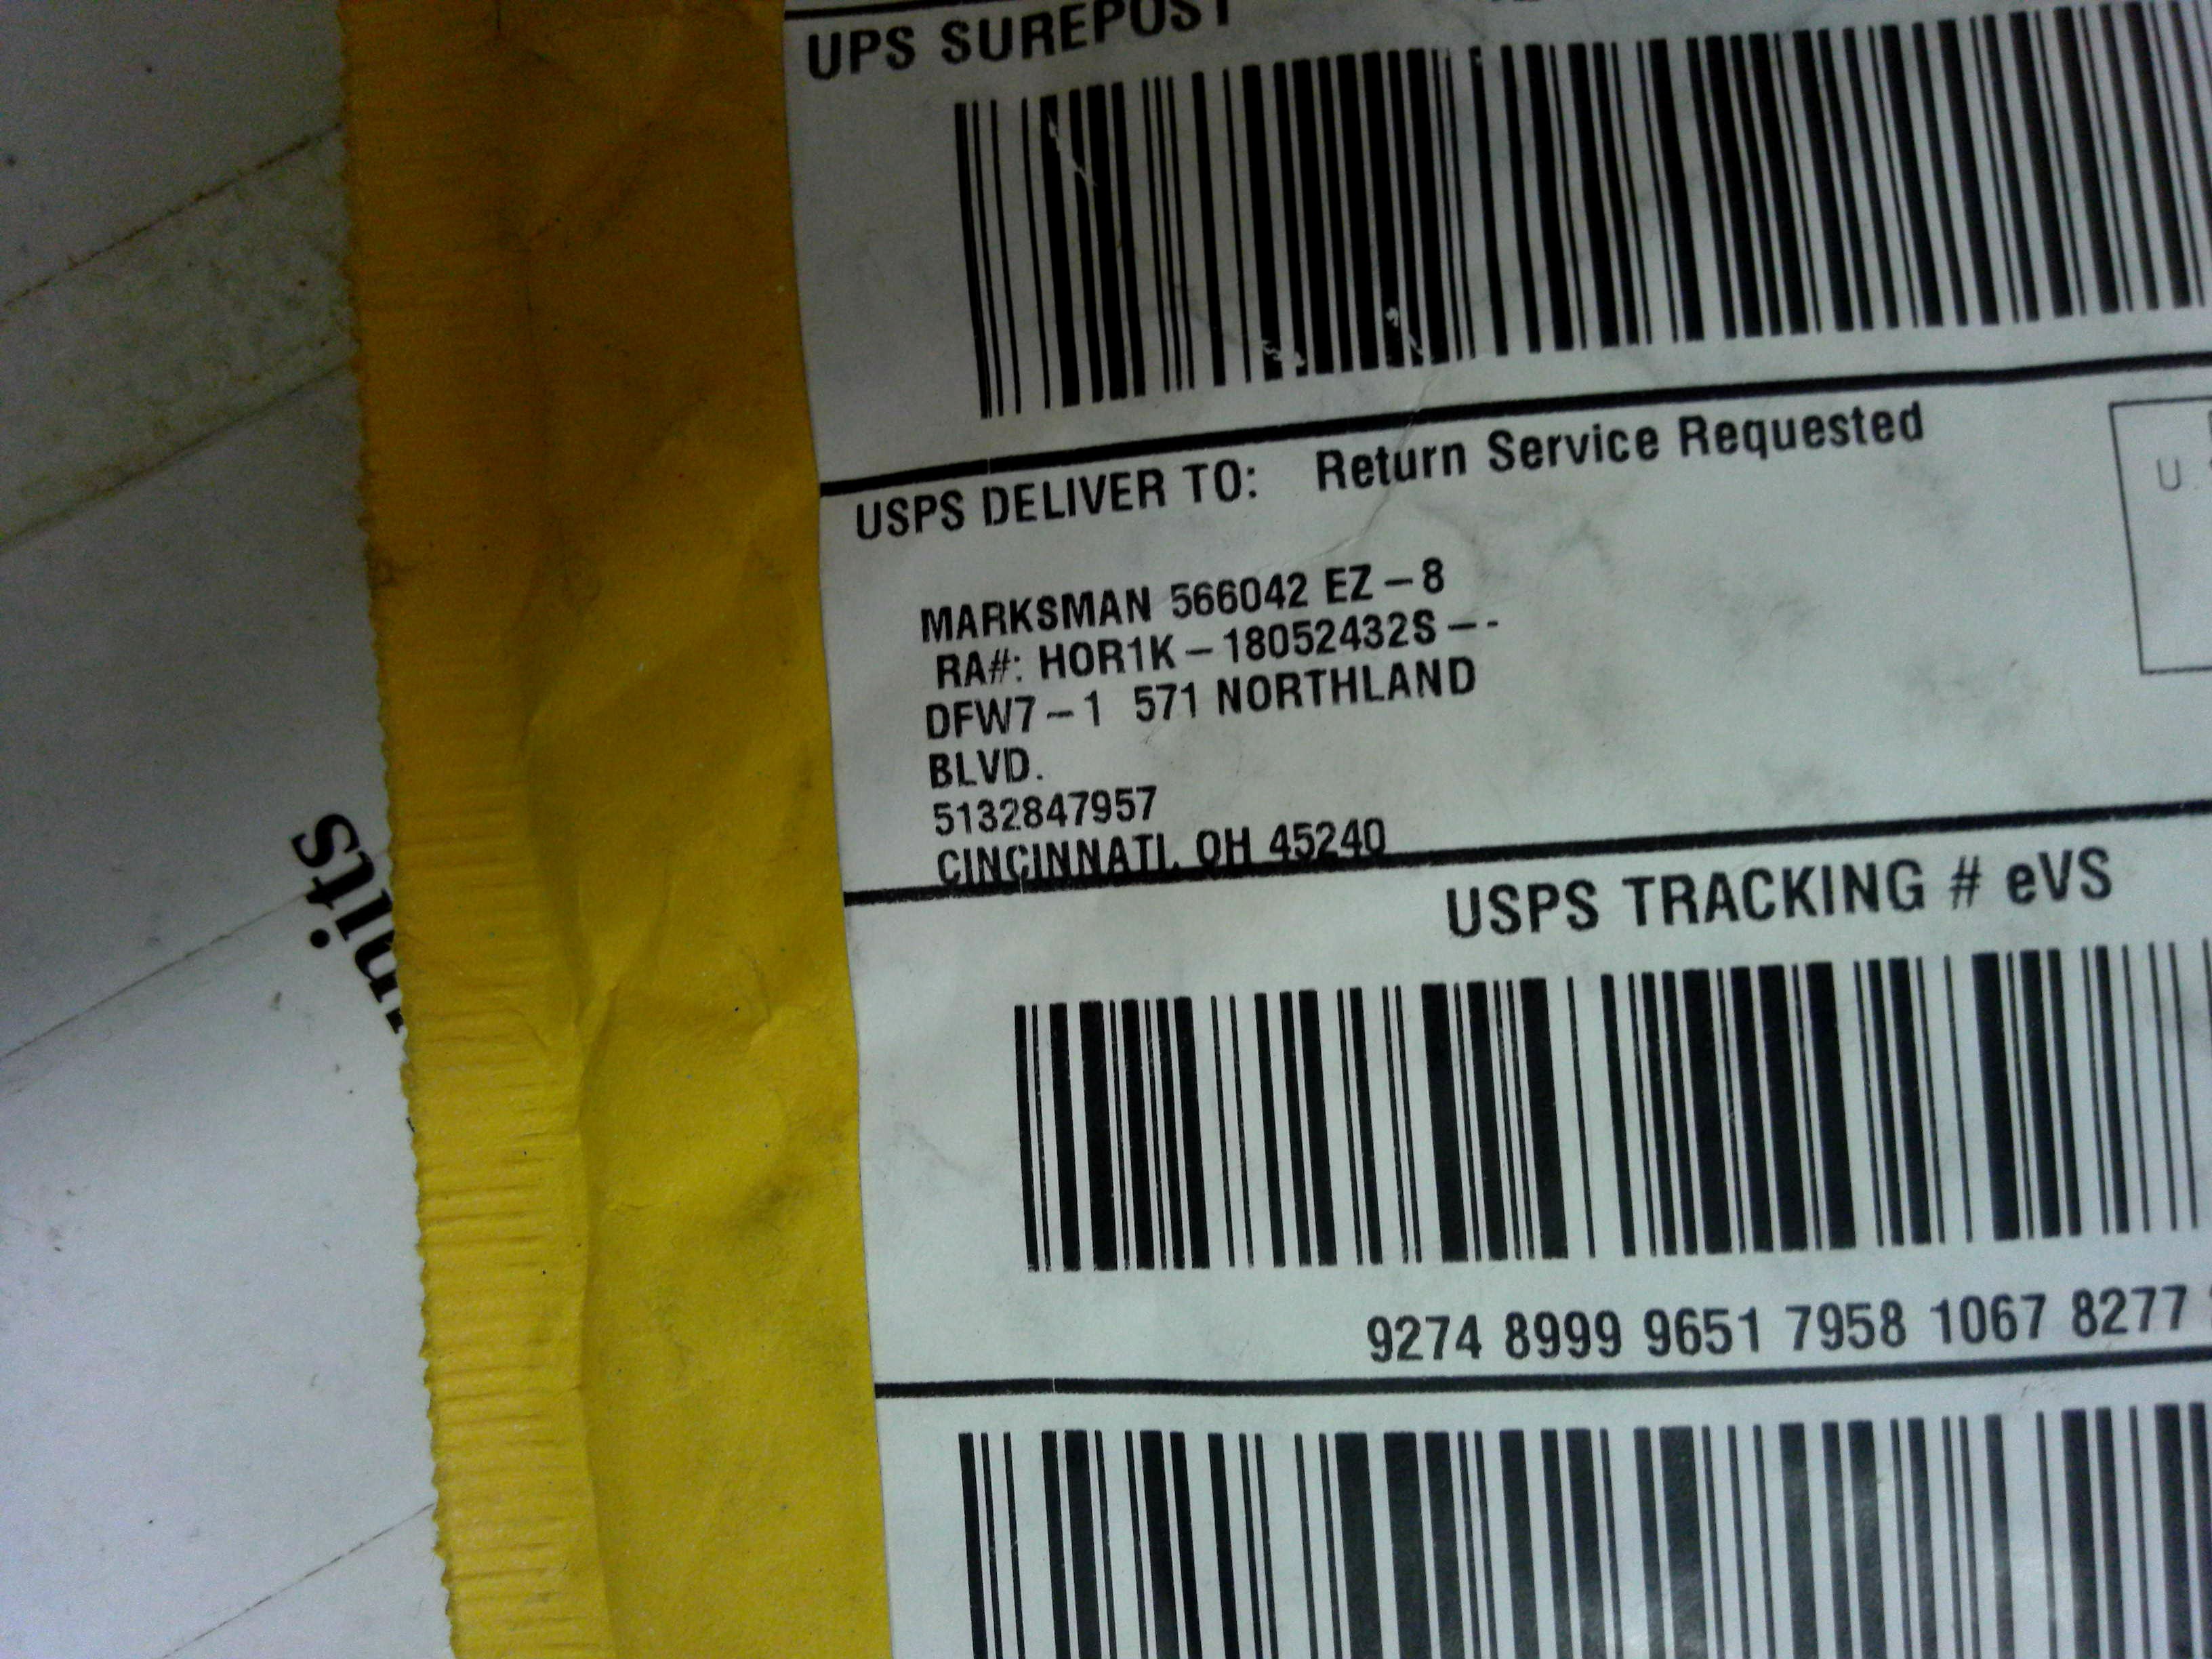 UPS SUREPOST
USPS DELIVER TO: Return Service Requested
U
MARKSMAN 566042 EZ – 8
RA#: HOR1K – 18052432S – -
DFW7 – 1 571 NORTHLAND
BLVD.
5132847957
CINCINNATI, OH 45240
USPS TRACKING # eVS
9274 8999 9651 7958 1067 8277
nits